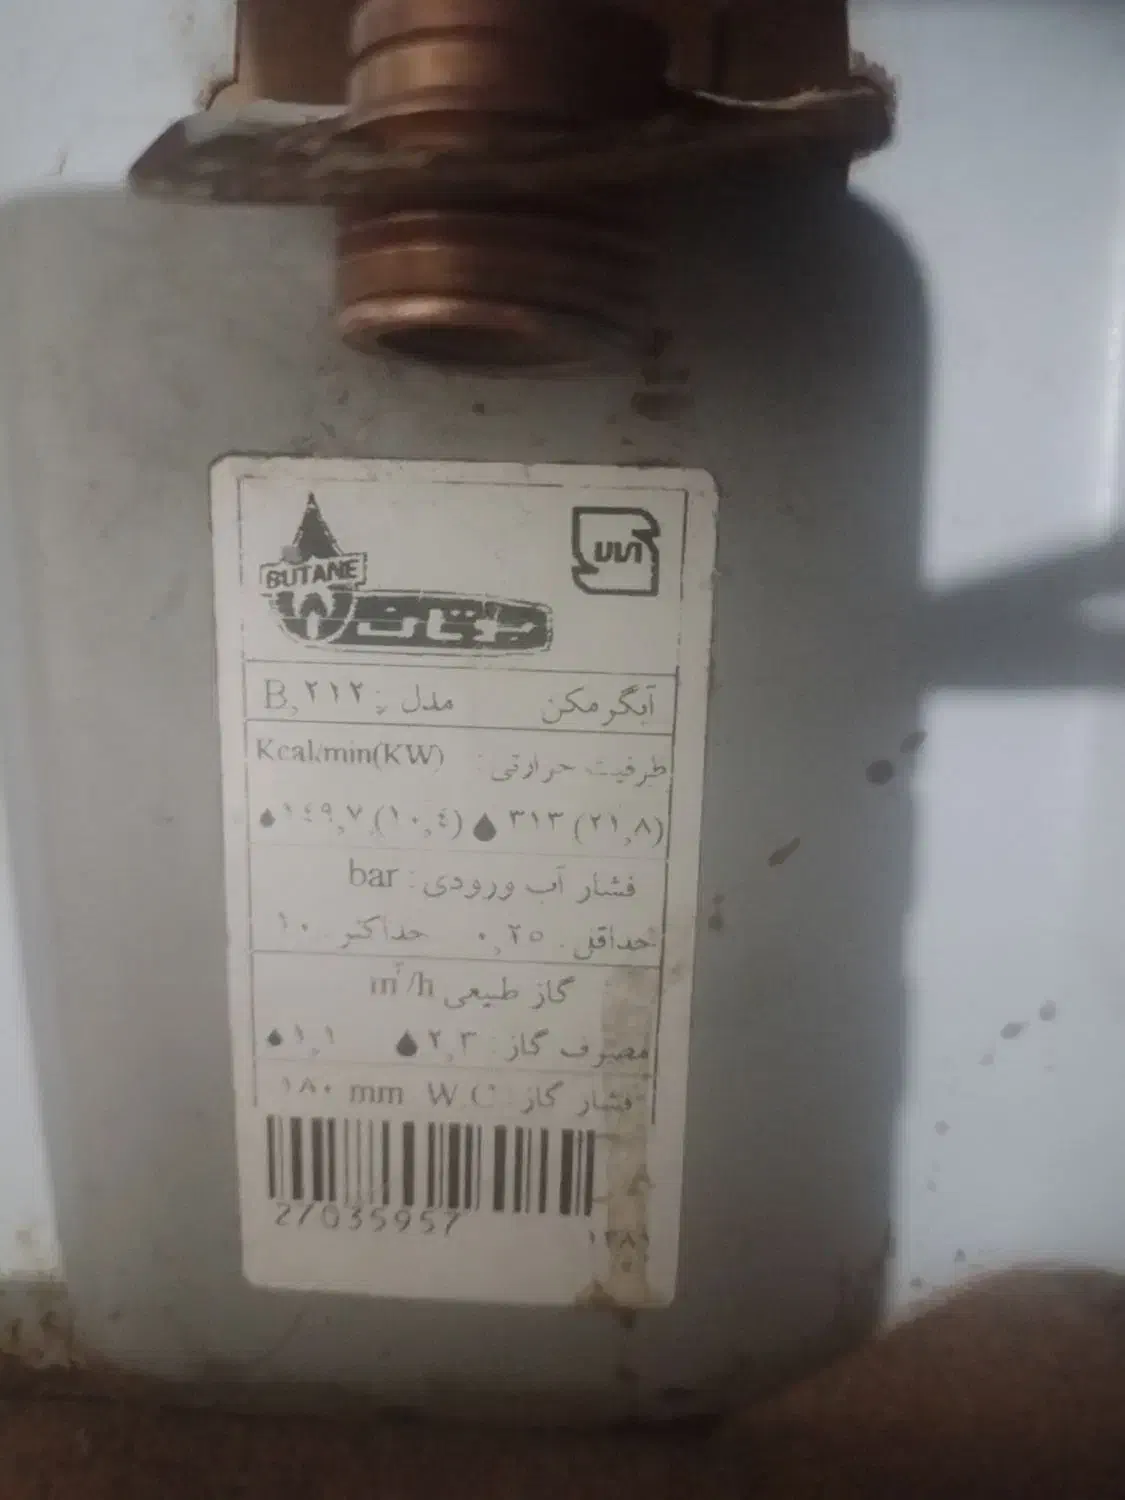 BUTANE
بوتان
آبگرمکن مدل : B.۲۱۲
ظرفیت حرارتی: Kcal/min(KW)
۳۱۳ (۲۱,۸) ۱٤۹,۷ (۱۰,٤)
فشار آب ورودی: bar
حداقل: ۰,۲۵ حداکثر: ۱۰
گاز طبیعی m³/h
مصرف گاز: ۲,۳ ۱,۱
فشار گاز: ۱۸۰ mm W.C
27035957